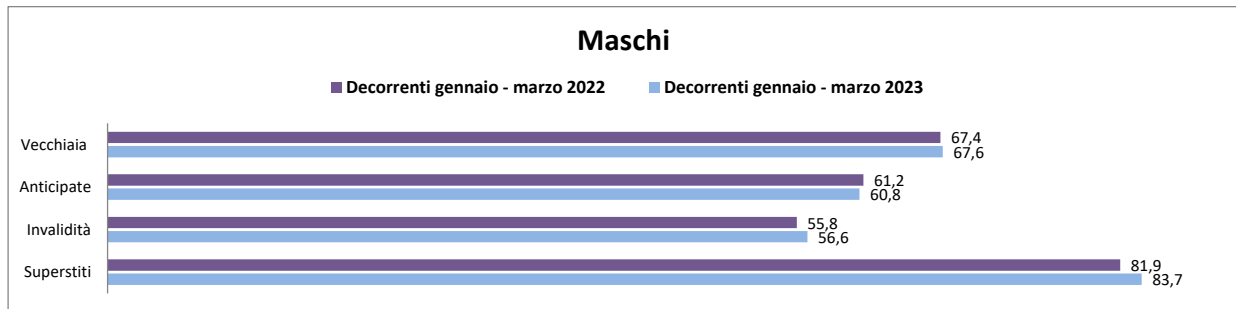 Maschi
Decorrenti gennaio - marzo 2022 Decorrenti gennaio - marzo 2023
Vecchiaia 67,4
67,6
Anticipate 61,2
60,8
Invalidità 55,8
56,6
Superstiti 81,9
83,7